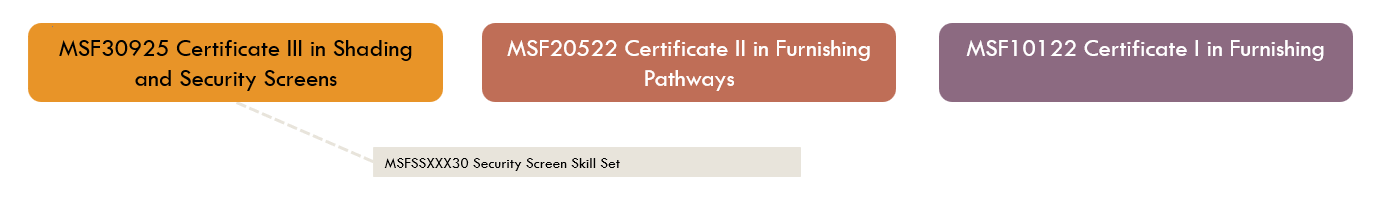 MSF30925 Certificate III in Shading
and Security Screens
MSF20522 Certificate II in Furnishing
Pathways
MSF10122 Certificate I in Furnishing
MSFSSXXX30 Security Screen Skill Set